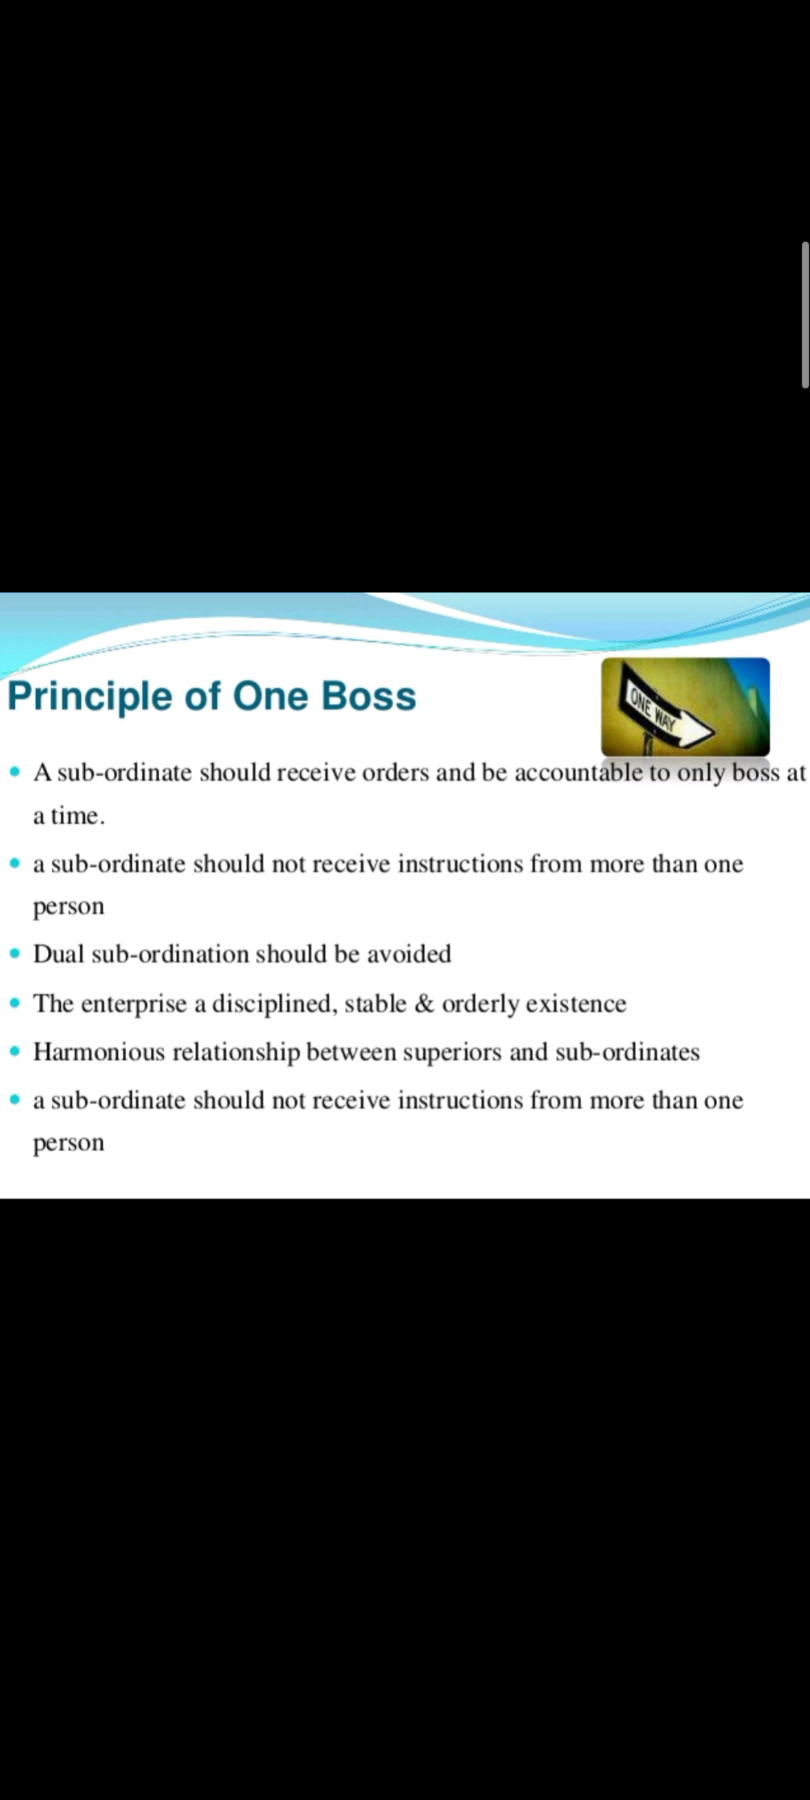 ONE WAY
Principle of One Boss
• A sub-ordinate should receive orders and be accountable to only boss at
a time.
• a sub-ordinate should not receive instructions from more than one
person
• Dual sub-ordination should be avoided
• The enterprise a disciplined, stable & orderly existence
• Harmonious relationship between superiors and sub-ordinates
• a sub-ordinate should not receive instructions from more than one
person